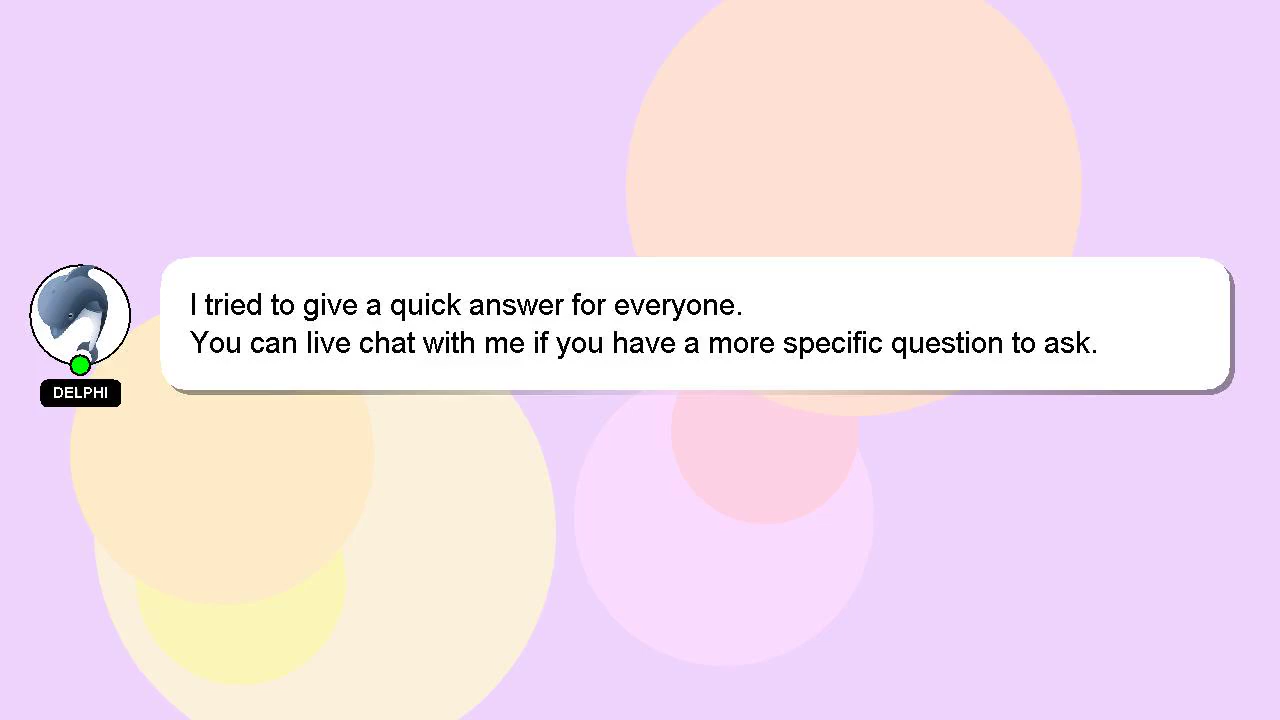 I tried to give a quick answer for everyone.
You can live chat with me if you have a more specific question to ask.
DELPHI